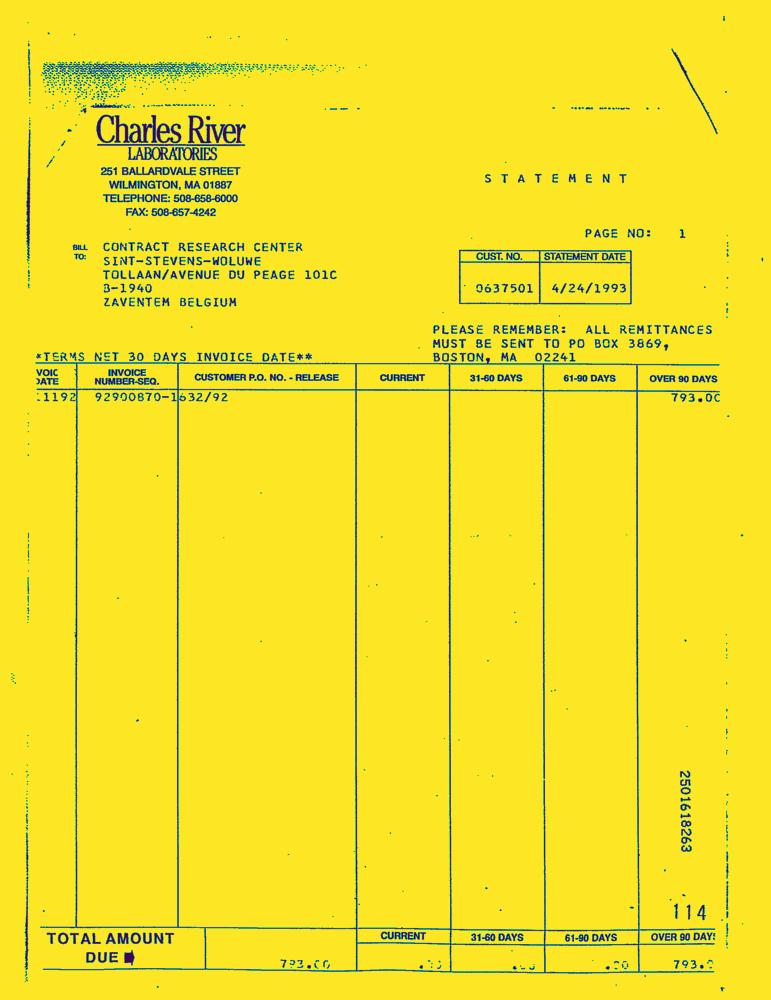 Charles River
LABORATORIES
251 BALLARDVALE STREET
WILMINGTON, MA 01887
TELEPHONE: 508-658-6000
FAX: 508-657-4242
STATEMENT
PAGE NO: 1
BILL TO:
CONTRACT RESEARCH CENTER
SINT-STEVENS-WOLUWE
TOLLAAN/AVENUE DU PEAGE 101C
B-1940
ZAVENTEM BELGIUM
CUST. NO. STATEMENT DATE
0637501 4/24/1993
PLEASE REMEMBER: ALL REMITTANCES
MUST BE SENT TO PO BOX 3869,
BOSTON, MA 02241
*TERMS NET 30 DAYS INVOICE DATE**
VOIC DATE INVOICE NUMBER-SEQ. CUSTOMER P.O. NO. - RELEASE CURRENT 31-60 DAYS 61-90 DAYS OVER 90 DAYS
1192 92900870-1632/92 793.00
2501618263
114
TOTAL AMOUNT DUE CURRENT 31-60 DAYS 61-90 DAYS OVER 90 DAYS
793.00 793.0